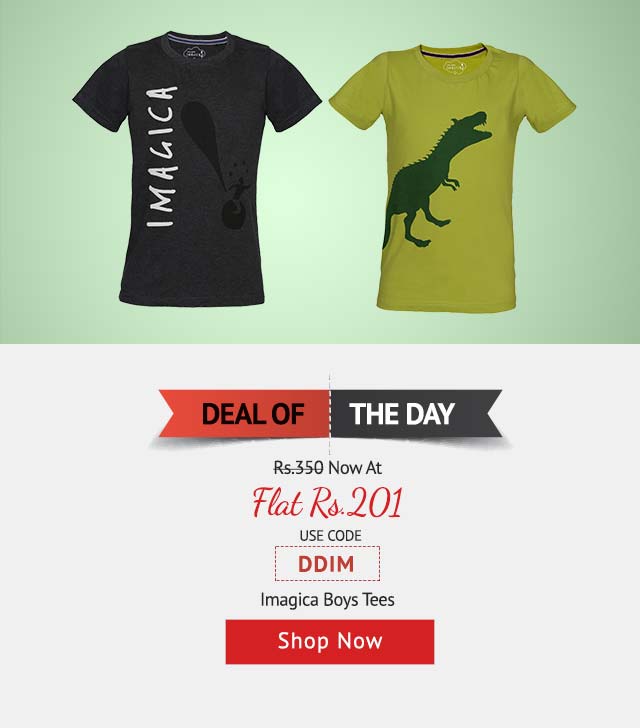 IMAGICA
DEAL OF THE DAY
Rs.350 Now At
Flat Rs.201
USE CODE
DDIM
Imagica Boys Tees
Shop Now